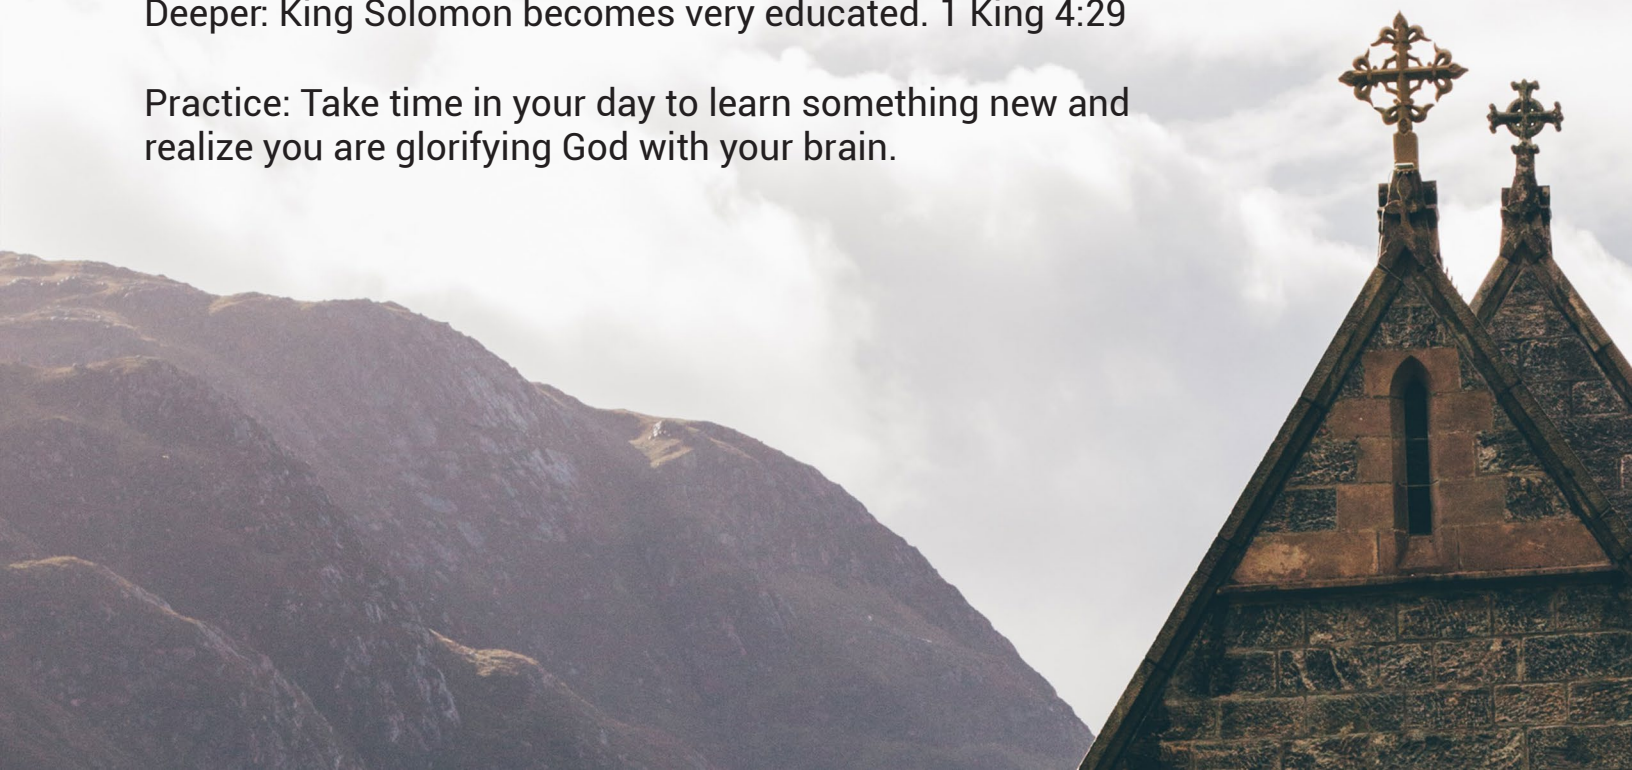 Deeper: King Solomon becomes very educated. 1 King 4:29
Practice: Take time in your day to learn something new and
realize you are glorifying God with your brain.